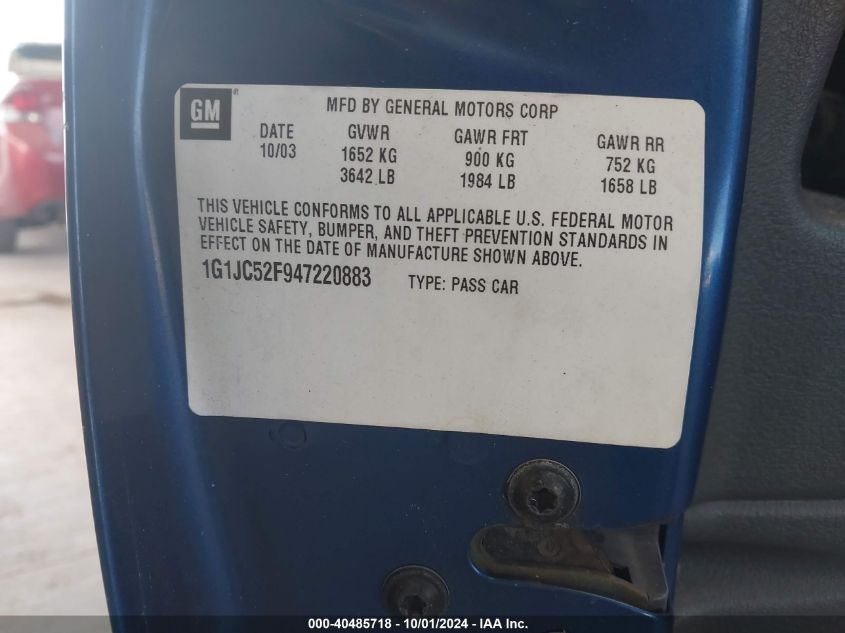 GM
MFD BY GENERAL MOTORS CORP
DATE GVWR GAWR FRT GAWR RR
10/03 1652 KG 900 KG 752 KG
3642 LB 1984 LB 1658 LB
THIS VEHICLE CONFORMS TO ALL APPLICABLE U.S. FEDERAL MOTOR
VEHICLE SAFETY, BUMPER, AND THEFT PREVENTION STANDARDS IN
EFFECT ON THE DATE OF MANUFACTURE SHOWN ABOVE.
1G1JC52F947220883 TYPE: PASS CAR
000-40485718 - 10/01/2024 - IAA Inc.